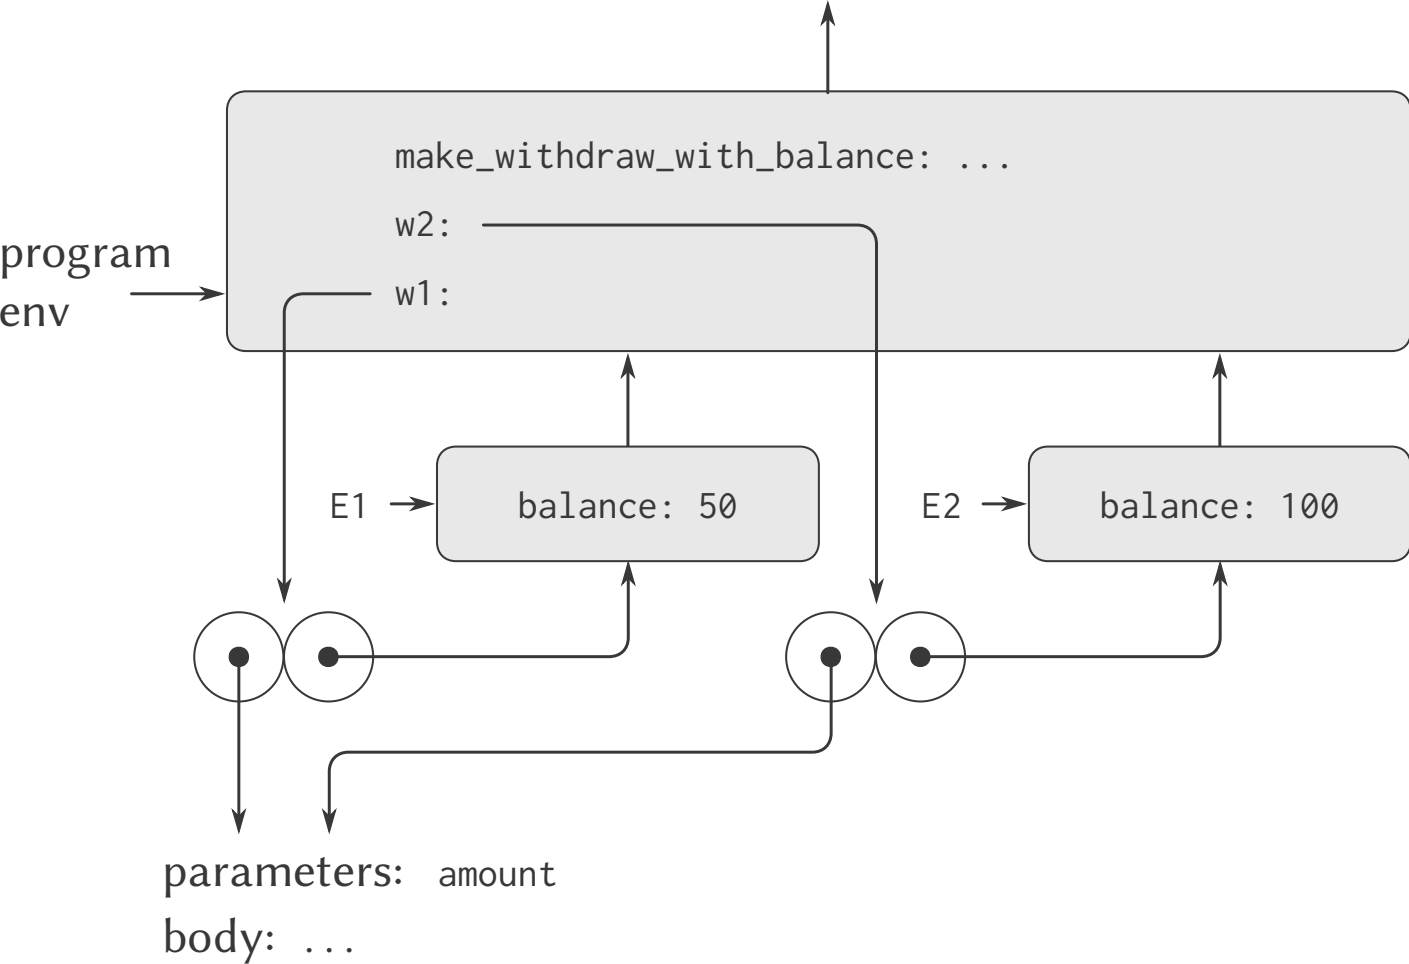 make_withdraw_with_balance: ...
w2:
program
env
w1:
E1
balance: 50
E2
balance: 100
parameters: amount
body: ...